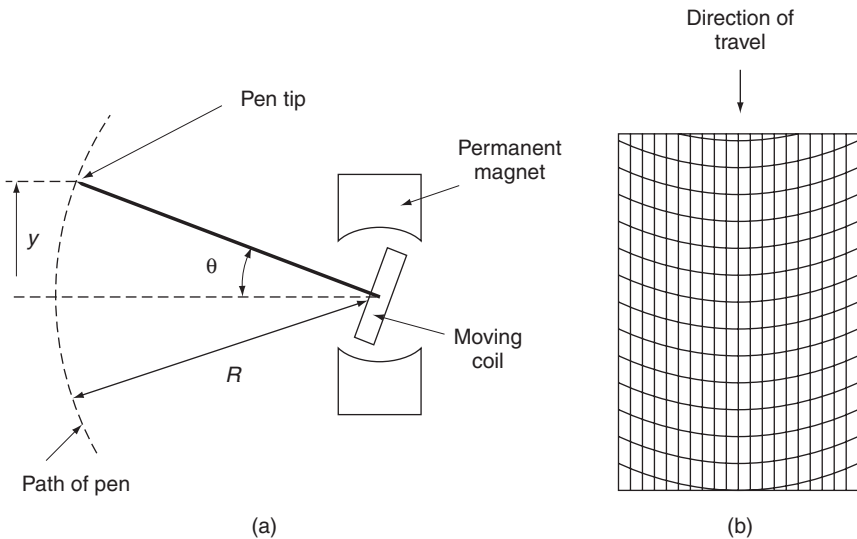 Pen tip
y
θ
R
Path of pen
Permanent
magnet
Moving
coil
(a)
Direction of
travel
(b)